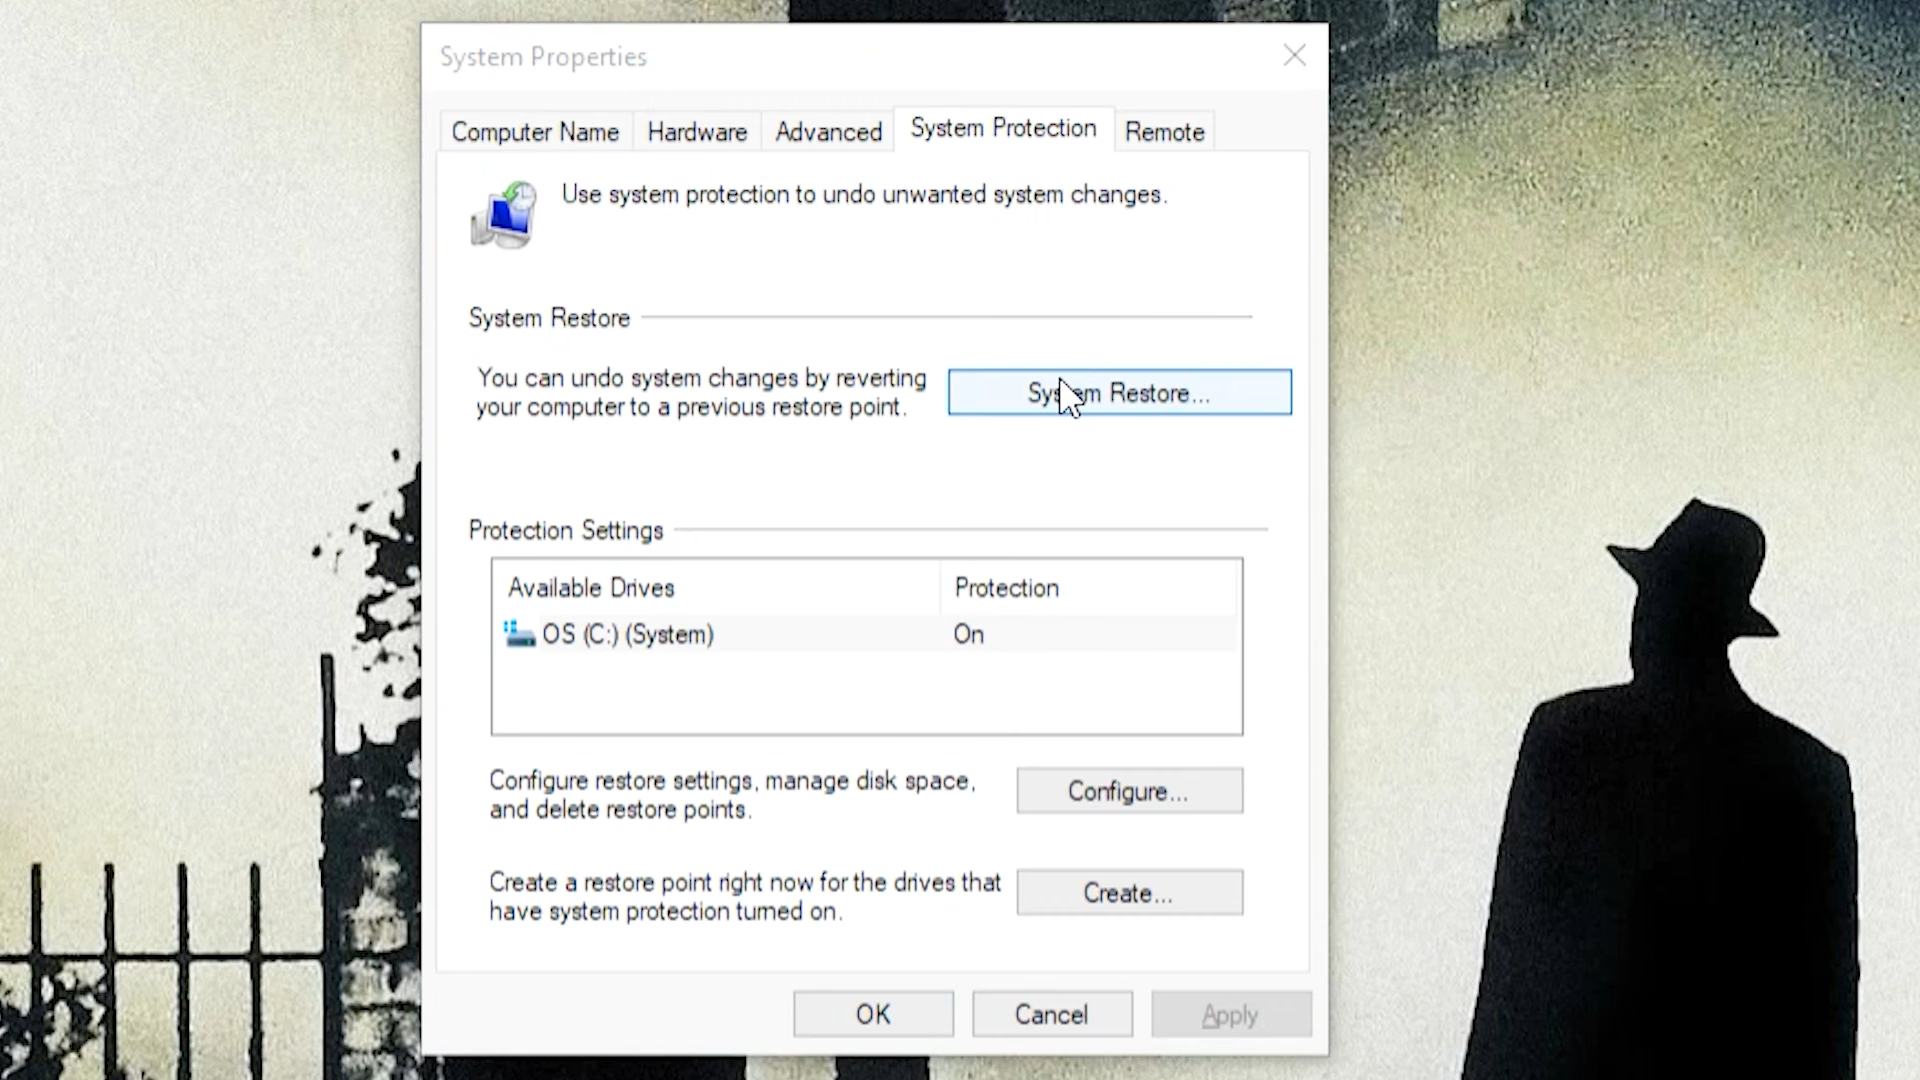 System Properties
Computer Name
Hardware
Advanced
System Protection
Remote
Use system protection to undo unwanted system changes.
System Restore
You can undo system changes by reverting
your computer to a previous restore point.
System Restore...
Protection Settings
Available Drives
Protection
OS (C:) (System)
On
Configure restore settings, manage disk space,
and delete restore points.
Configure...
Create a restore point right now for the drives that
have system protection turned on.
Create...
OK
Cancel
Apply